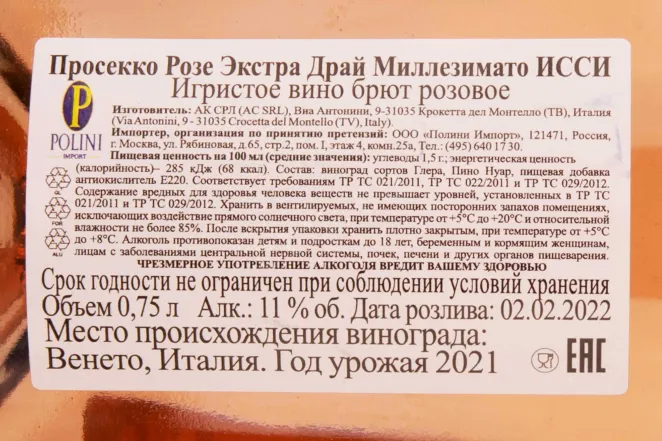 Просекко Розе Экстра Драй Миллезимато ИССИ
Игристое вино брют розовое
P
POLINI
IMPORT
Изготовитель: АК СРЛ (AC SRL), Виа Антонини, 9-31035 Крокетта дел Монтелло (ТВ), Италия
(Via Antonini, 9 - 31035 Crocetta del Montello (TV), Italy).
Импортер, организация по принятию претензий: ООО «Полини Импорт», 121471, Россия,
г. Москва, ул. Рябиновая, д.65, стр.2, пом. I, этаж 4, комн.25а, Тел.: (495) 640 1730.
Пищевая ценность на 100 мл (средние значения): углеводы 1,5 г.; энергетическая ценность
(калорийность)– 285 кДж (68 ккал). Состав: виноград сортов Глера, Пино Нуар, пищевая добавка
антиокислитель Е220. Соответствует требованиям ТР ТС 021/2011, ТР ТС 022/2011 и ТР ТС 029/2012.
Содержание вредных для здоровья человека веществ не превышает уровней, установленных в ТР ТС
021/2011 и ТР ТС 029/2012. Хранить в вентилируемых, не имеющих посторонних запахов помещениях,
исключающих воздействие прямого солнечного света, при температуре от +5°C до +20°C и относительной
влажности не более 85%. После вскрытия упаковки хранить плотно закрытым, при температуре от +5°C
до +8°C. Алкоголь противопоказан детям и подросткам до 18 лет, беременным и кормящим женщинам,
лицам с заболеваниями центральной нервной системы, почек, печени и других органов пищеварения.
GL
FOR
ALU
ЧРЕЗМЕРНОЕ УПОТРЕБЛЕНИЕ АЛКОГОЛЯ ВРЕДИТ ВАШЕМУ ЗДОРОВЬЮ
Срок годности не ограничен при соблюдении условий хранения
Объем 0,75 л Алк.: 11 % об. Дата розлива: 02.02.2022
Место происхождения винограда:
Венето, Италия. Год урожая 2021
EAC